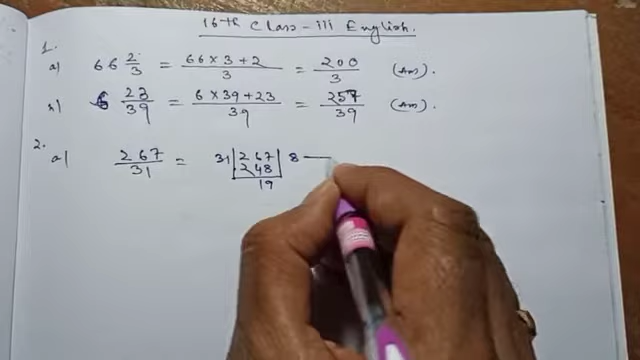 16th Class-III English.
1.
a) 66 2/3 = 66 × 3 + 2 / 3 = 200 / 3 (Ans).
r) 6 23/39 = 6 × 39 + 23 / 39 = 257 / 39 (Ans).
2.
a) 267 / 31 = 31 | 267 | 8 —
248
19